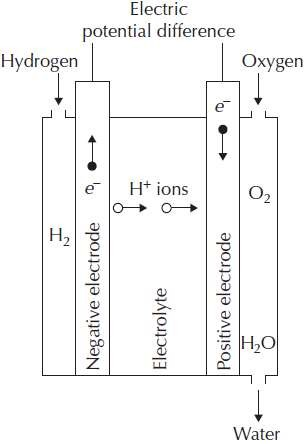 Electric
potential difference
Hydrogen
Oxygen
e⁻
e⁻
H⁺ ions
O₂
H₂
Negative electrode
Electrolyte
Positive electrode
H₂O
Water